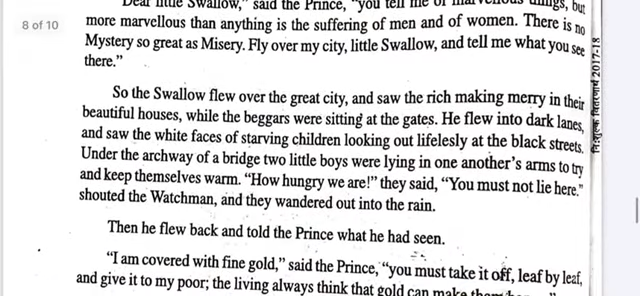 8 of 10
Dear little Swallow," said the Prince, "you tell me of marvellous things, but
more marvellous than anything is the suffering of men and of women. There is no
Mystery so great as Misery. Fly over my city, little Swallow, and tell me what you see
there."
So the Swallow flew over the great city, and saw the rich making merry in their
beautiful houses, while the beggars were sitting at the gates. He flew into dark lanes,
and saw the white faces of starving children looking out lifelesely at the black streets.
Under the archway of a bridge two little boys were lying in one another's arms to try
and keep themselves warm. "How hungry we are!" they said, "You must not lie here."
shouted the Watchman, and they wandered out into the rain.
Then he flew back and told the Prince what he had seen.
"I am covered with fine gold," said the Prince, "you must take it off, leaf by leaf,
and give it to my poor; the living always think that gold can make them
निःशुल्क वितरणार्थ 2017-18